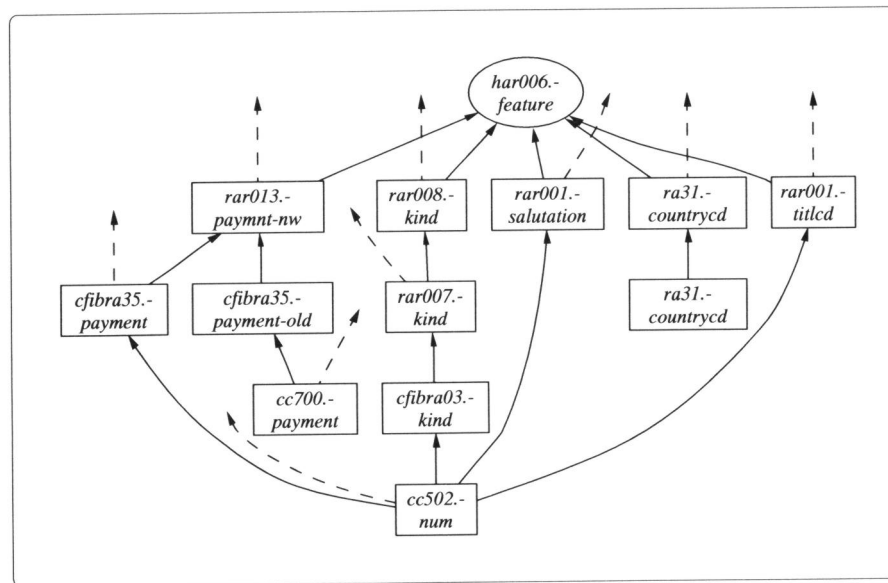 har006.-
feature
rar013.-
paymnt-nw
rar008.-
kind
rar001.-
salutation
ra31.-
countrycd
rar001.-
titlcd
cfibra35.-
payment
cfibra35.-
payment-old
rar007.-
kind
ra31.-
countrycd
cc700.-
payment
cfibra03.-
kind
cc502.-
num